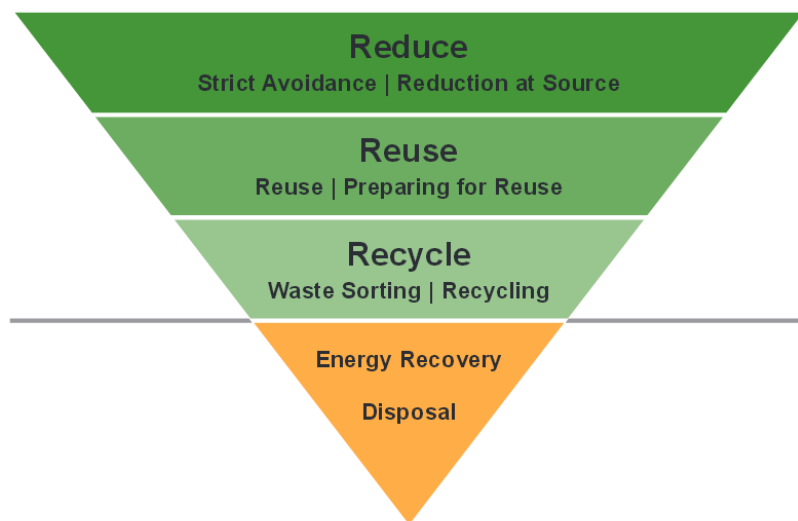 Reduce
Strict Avoidance | Reduction at Source
Reuse
Reuse | Preparing for Reuse
Recycle
Waste Sorting | Recycling
Energy Recovery
Disposal